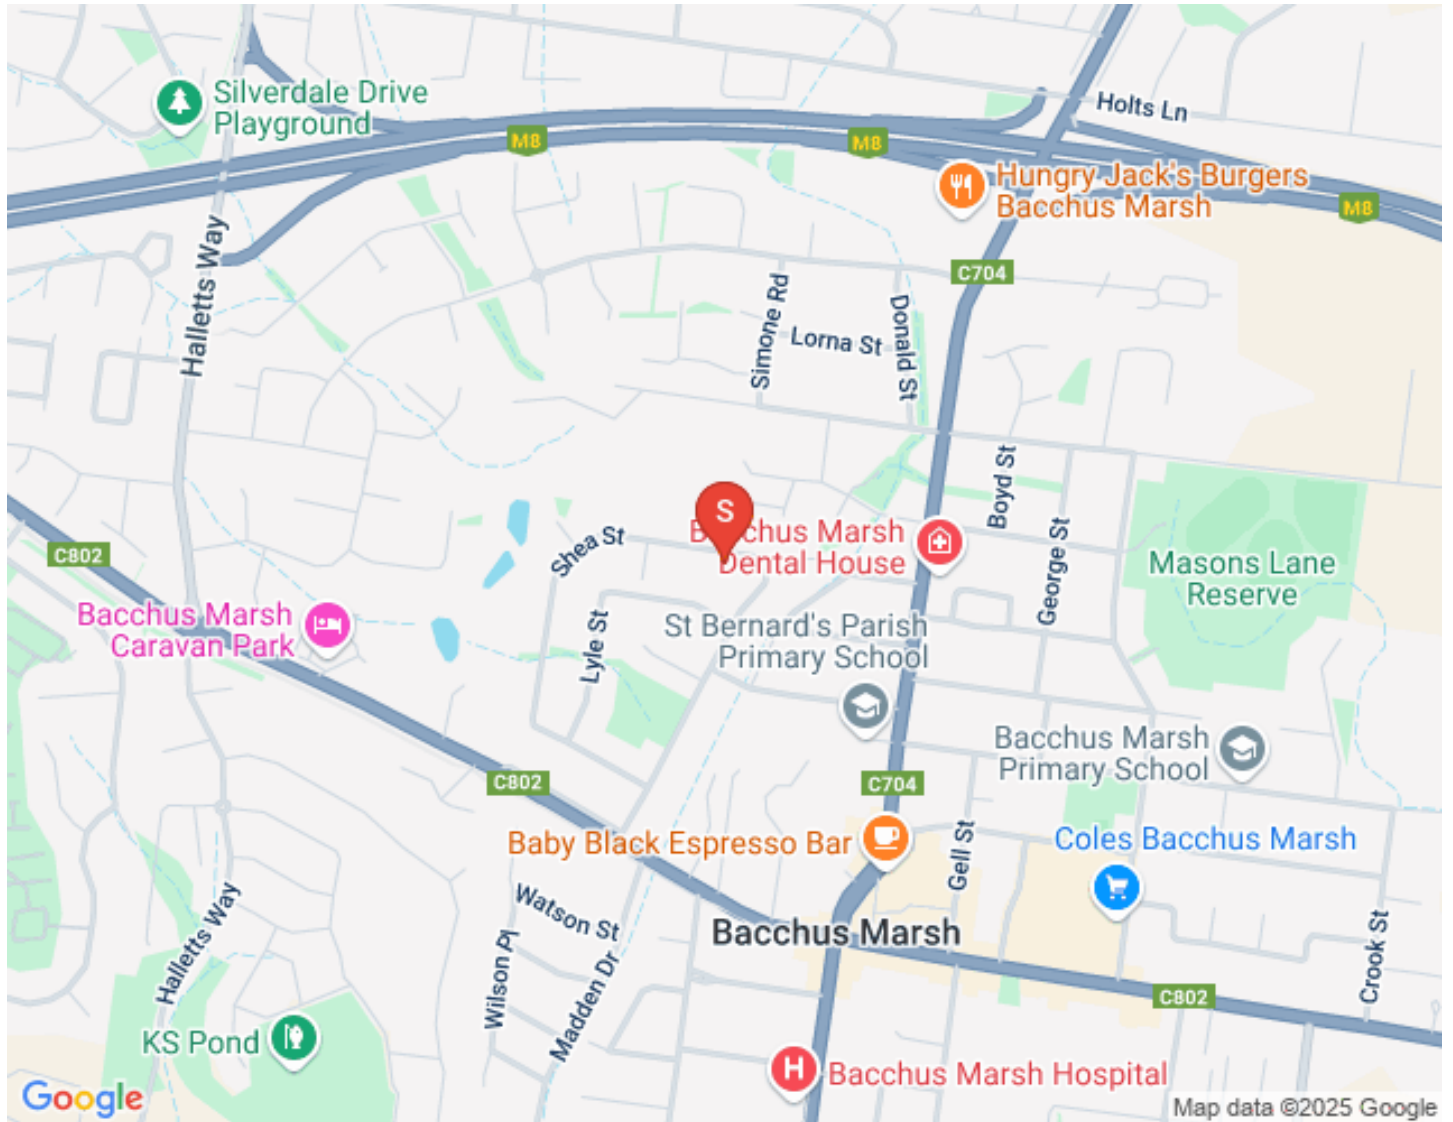 Silverdale Drive
Playground
M8
M8
Holts Ln
Hungry Jack's Burgers
Bacchus Marsh
M8
Halletts Way
C704
Simone Rd
Lorna St
Donald St
Boyd St
George St
S
Shea St
Bacchus Marsh
Dental House
C802
Masons Lane
Reserve
Bacchus Marsh
Caravan Park
Lyle St
St Bernard's Parish
Primary School
Bacchus Marsh
Primary School
C802
C704
Baby Black Espresso Bar
Gell St
Coles Bacchus Marsh
Watson St
Bacchus Marsh
Halletts Way
Wilson Pl
Madden Dr
Crook St
C802
KS Pond
H
Bacchus Marsh Hospital
Google
Map data ©2025 Google